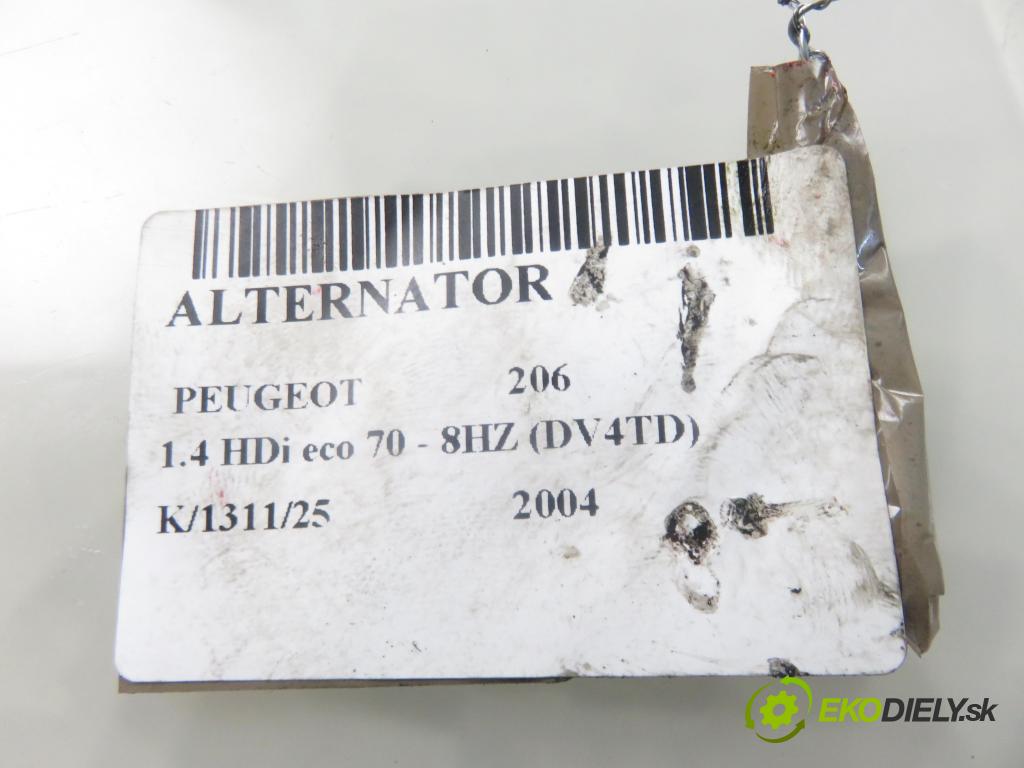 ALTERNATOR
PEUGEOT 206
1.4 HDi eco 70 - 8HZ (DV4TD)
K/1311/25 2004
EKODIELY.sk